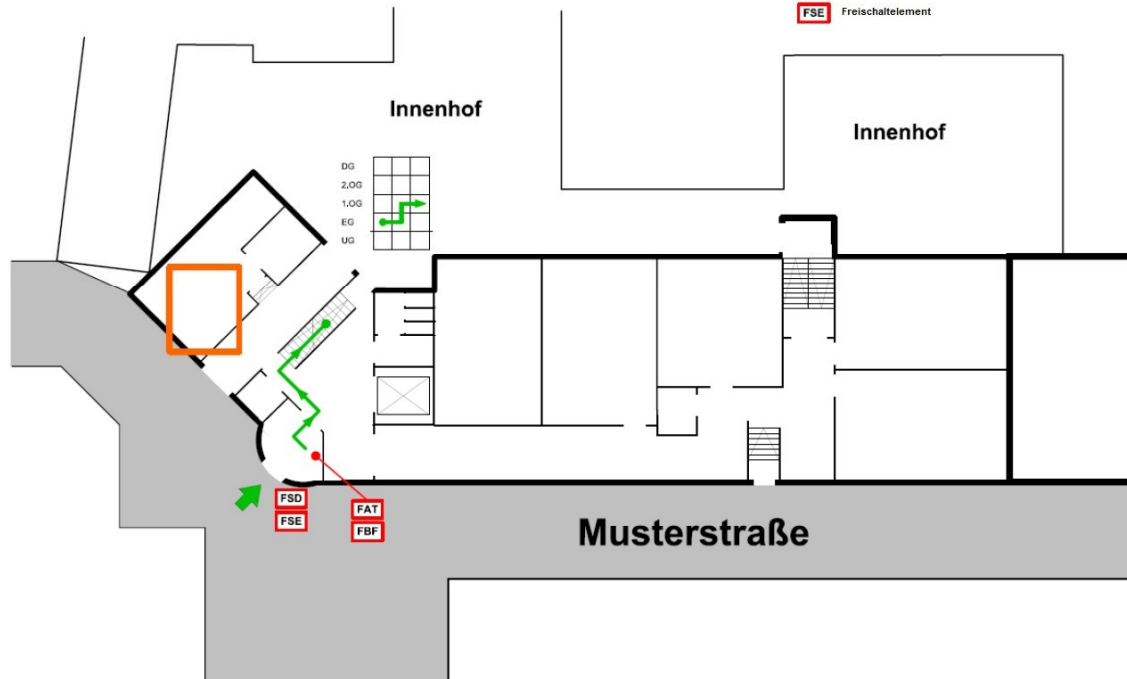 FSE Freischaltelement
Innenhof
Innenhof
DG
2.OG
1.OG
EG
UG
FSD
FSE
FAT
FBF
Musterstraße